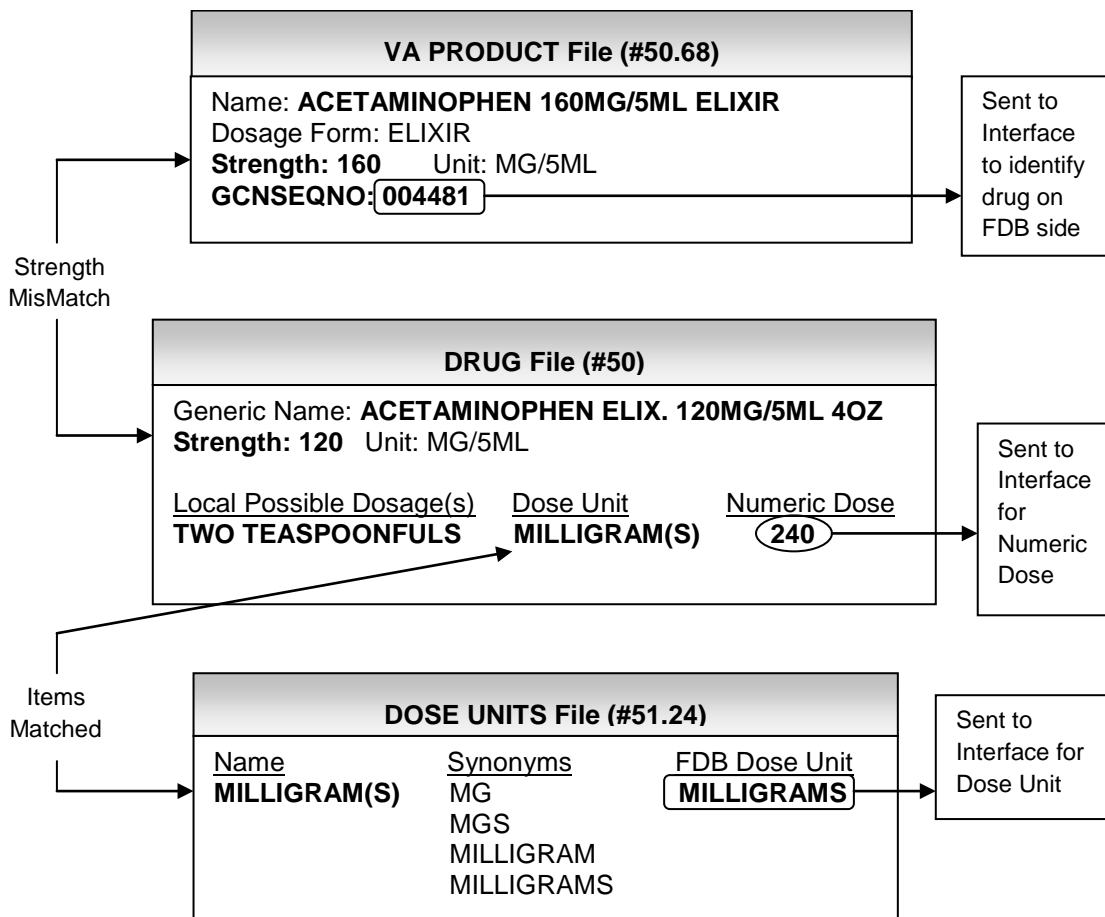 VA PRODUCT File (#50.68)
Name: ACETAMINOPHEN 160MG/5ML ELIXIR
Dosage Form: ELIXIR
Strength: 160 Unit: MG/5ML
GCNSEQNO: 004481
Sent to
Interface
to identify
drug on
FDB side
Strength
MisMatch
DRUG File (#50)
Generic Name: ACETAMINOPHEN ELIX. 120MG/5ML 4OZ
Strength: 120 Unit: MG/5ML
Local Possible Dosage(s) Dose Unit Numeric Dose
TWO TEASPOONFULS MILLIGRAM(S) 240
Sent to
Interface
for
Numeric
Dose
Items
Matched
DOSE UNITS File (#51.24)
Name Synonyms FDB Dose Unit
MILLIGRAM(S) MG MILLIGRAMS
MGS
MILLIGRAM
MILLIGRAMS
Sent to
Interface for
Dose Unit